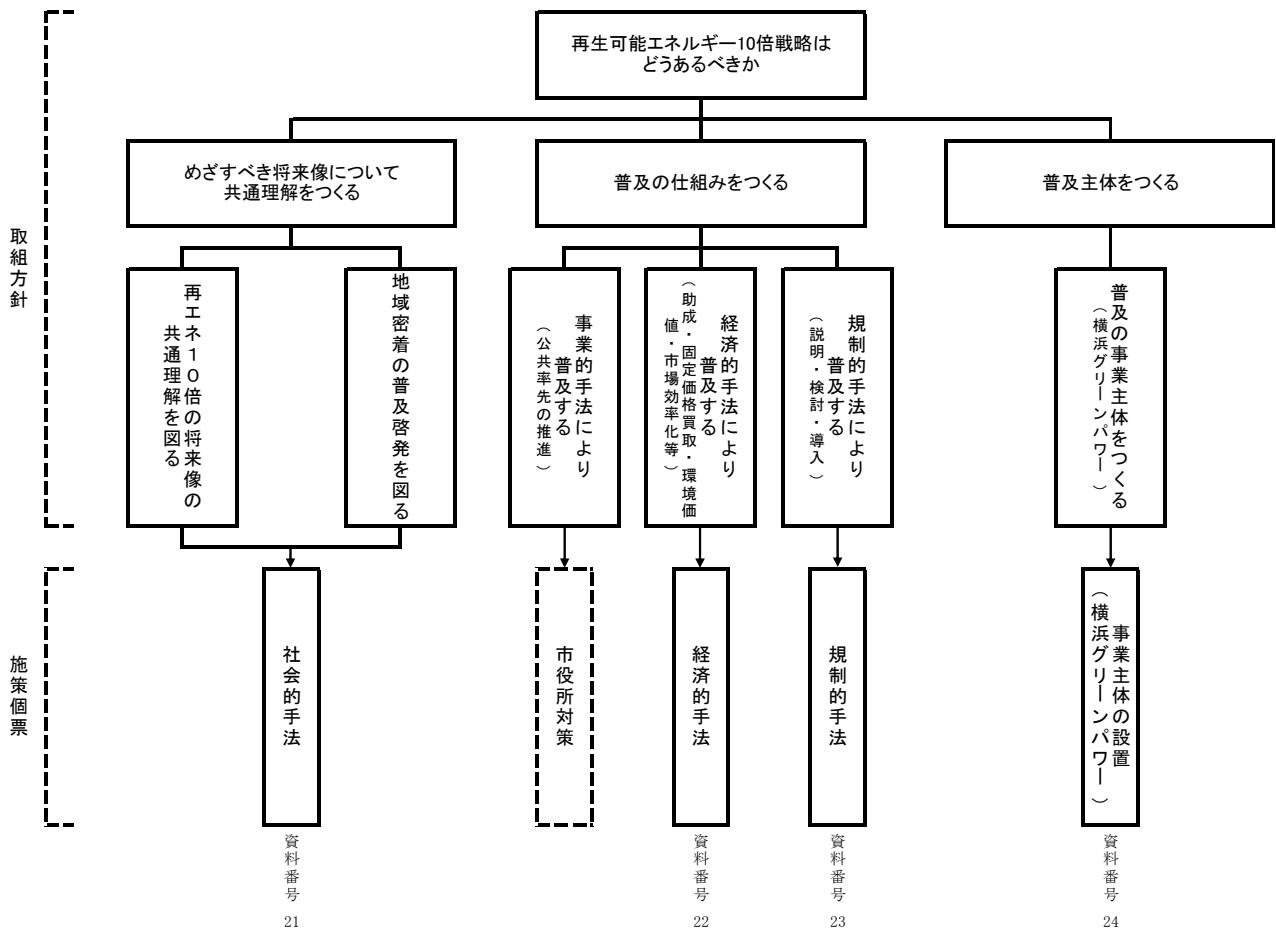 再生可能エネルギー10倍戦略は
どうあるべきか
めざすべき将来像について
共通理解をつくる
普及の仕組みをつくる
普及主体をつくる
取組方針
再エネ10倍の将来像の
共通理解を図る
地域密着の普及啓発を図る
事業的手法により
普及する
(公共率先の推進)
経済的手法により
普及する
(助成・固定価格買取・環境価
値・市場効率化等)
規制的手法により
普及する
(説明・検討・導入)
普及の事業主体をつくる
(横浜グリーンパワー)
施策個票
社会的手法
市役所対策
経済的手法
規制的手法
事業主体の設置
(横浜グリーンパワー)
資料番号
21
資料番号
22
資料番号
23
資料番号
24